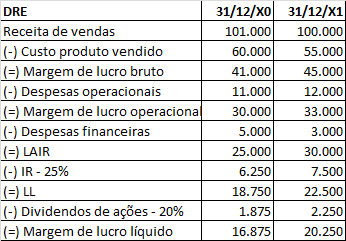 DRE 31/12/X0 31/12/X1
Receita de vendas 101.000 100.000
(-) Custo produto vendido 60.000 55.000
(=) Margem de lucro bruto 41.000 45.000
(-) Despesas operacionais 11.000 12.000
(=) Margem de lucro operacional 30.000 33.000
(-) Despesas financeiras 5.000 3.000
(=) LAIR 25.000 30.000
(-) IR - 25% 6.250 7.500
(=) LL 18.750 22.500
(-) Dividendos de ações - 20% 1.875 2.250
(=) Margem de lucro líquido 16.875 20.250